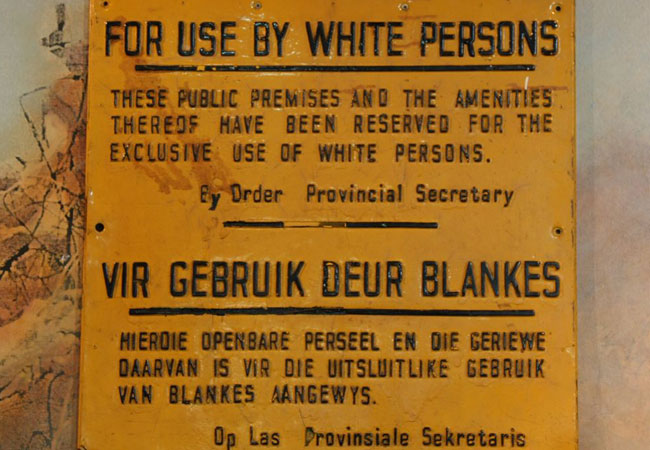 FOR USE BY WHITE PERSONS
THESE PUBLIC PREMISES AND THE AMENITIES
THEREOF HAVE BEEN RESERVED FOR THE
EXCLUSIVE USE OF WHITE PERSONS.
By Order Provincial Secretary
VIR GEBRUIK DEUR BLANKES
HIERDIE OPENBARE PERSEEL EN DIE GERIEWE
DAARVAN IS VIR DIE UITSLUITLIKE GEBRUIK
VAN BLANKES AANGEWYS.
Op Las Provinsiale Sekretaris